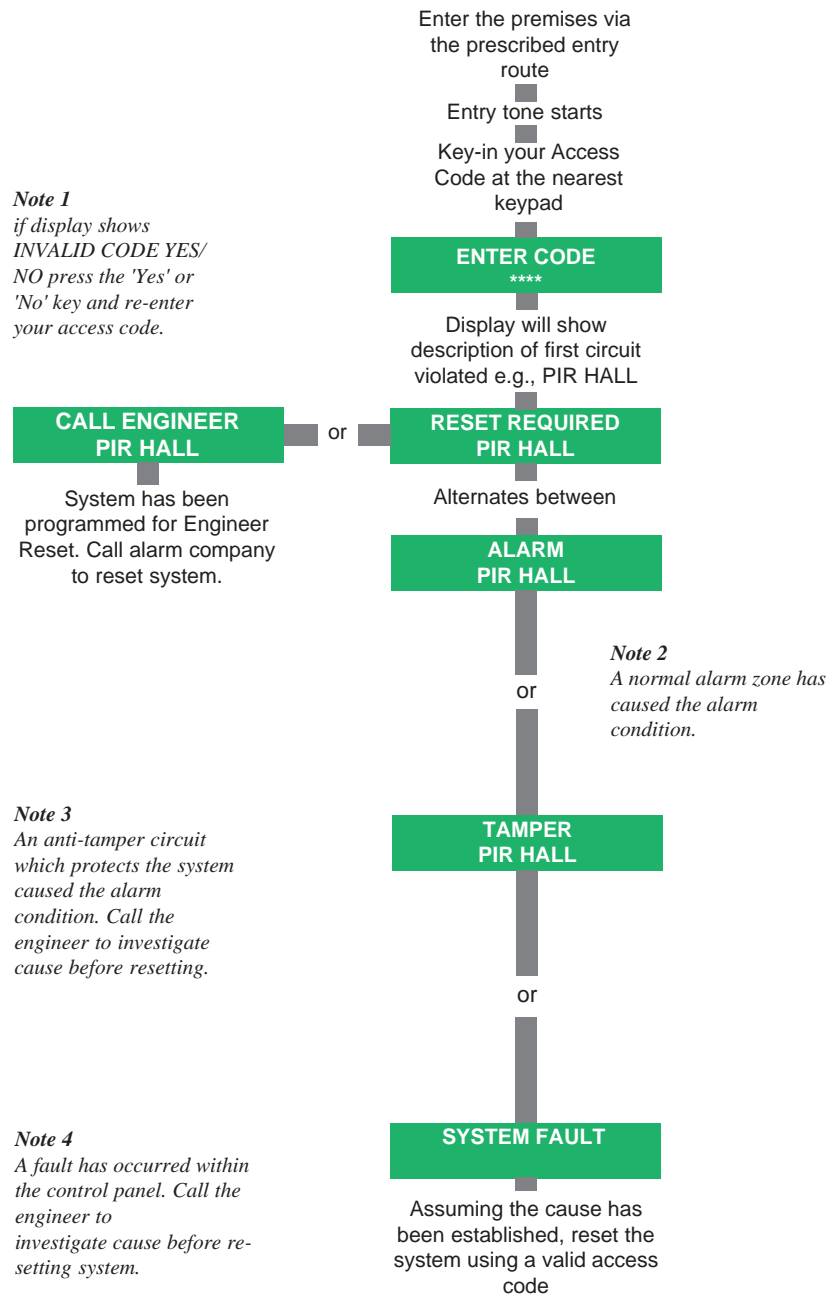 Enter the premises via
the prescribed entry
route
Entry tone starts
Key-in your Access
Code at the nearest
keypad
Note 1
if display shows
INVALID CODE YES/
NO press the 'Yes' or
'No' key and re-enter
your access code.
ENTER CODE
****
Display will show
description of first circuit
violated e.g., PIR HALL
CALL ENGINEER
PIR HALL
or
RESET REQUIRED
PIR HALL
System has been
programmed for Engineer
Reset. Call alarm company
to reset system.
Alternates between
ALARM
PIR HALL
Note 2
A normal alarm zone has
caused the alarm
condition.
or
Note 3
An anti-tamper circuit
which protects the system
caused the alarm
condition. Call the
engineer to investigate
cause before resetting.
TAMPER
PIR HALL
or
Note 4
A fault has occurred within
the control panel. Call the
engineer to
investigate cause before re-
setting system.
SYSTEM FAULT
Assuming the cause has
been established, reset the
system using a valid access
code